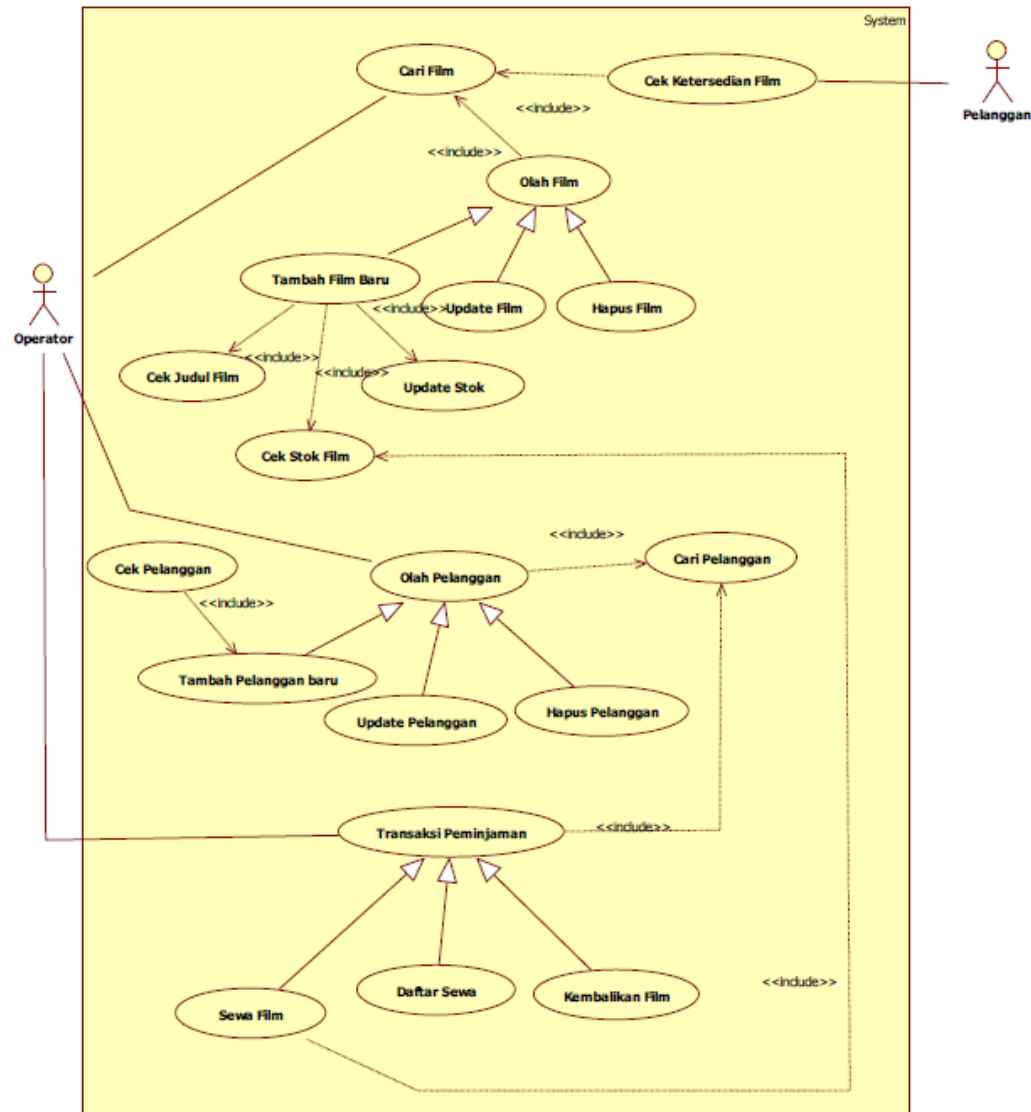 System
Cari Film
Cek Ketersedian Film
Pelanggan
<<include>>
<<include>>
Olah Film
Tambah Film Baru
<<include>>
Update Film
Hapus Film
Operator
<<include>>
Cek Judul Film
<<include>>
Update Stok
Cek Stok Film
<<include>>
Cari Pelanggan
Cek Pelanggan
Olah Pelanggan
<<include>>
Tambah Pelanggan baru
Update Pelanggan
Hapus Pelanggan
Transaksi Peminjaman
<<include>>
Daftar Sewa
Kembalikan Film
<<include>>
Sewa Film